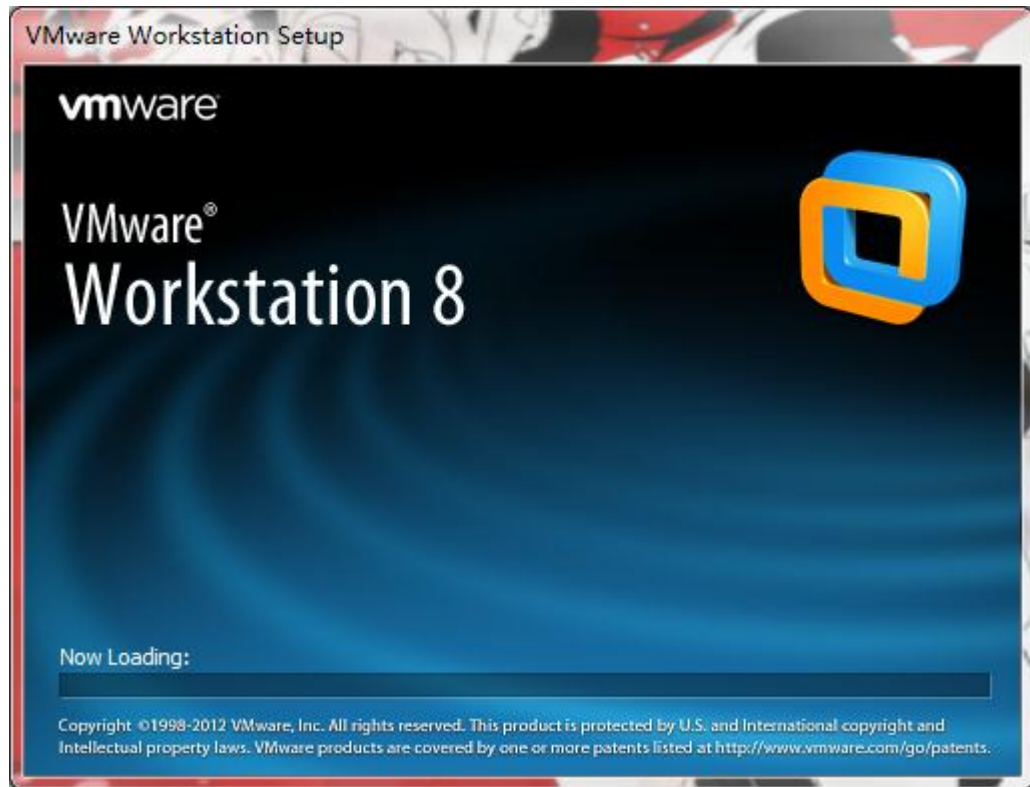 VMware Workstation Setup
vmware
VMware®
Workstation 8
Now Loading:
Copyright ©1998-2012 VMware, Inc. All rights reserved. This product is protected by U.S. and International copyright and
Intellectual property laws. VMware products are covered by one or more patents listed at http://www.vmware.com/go/patents.